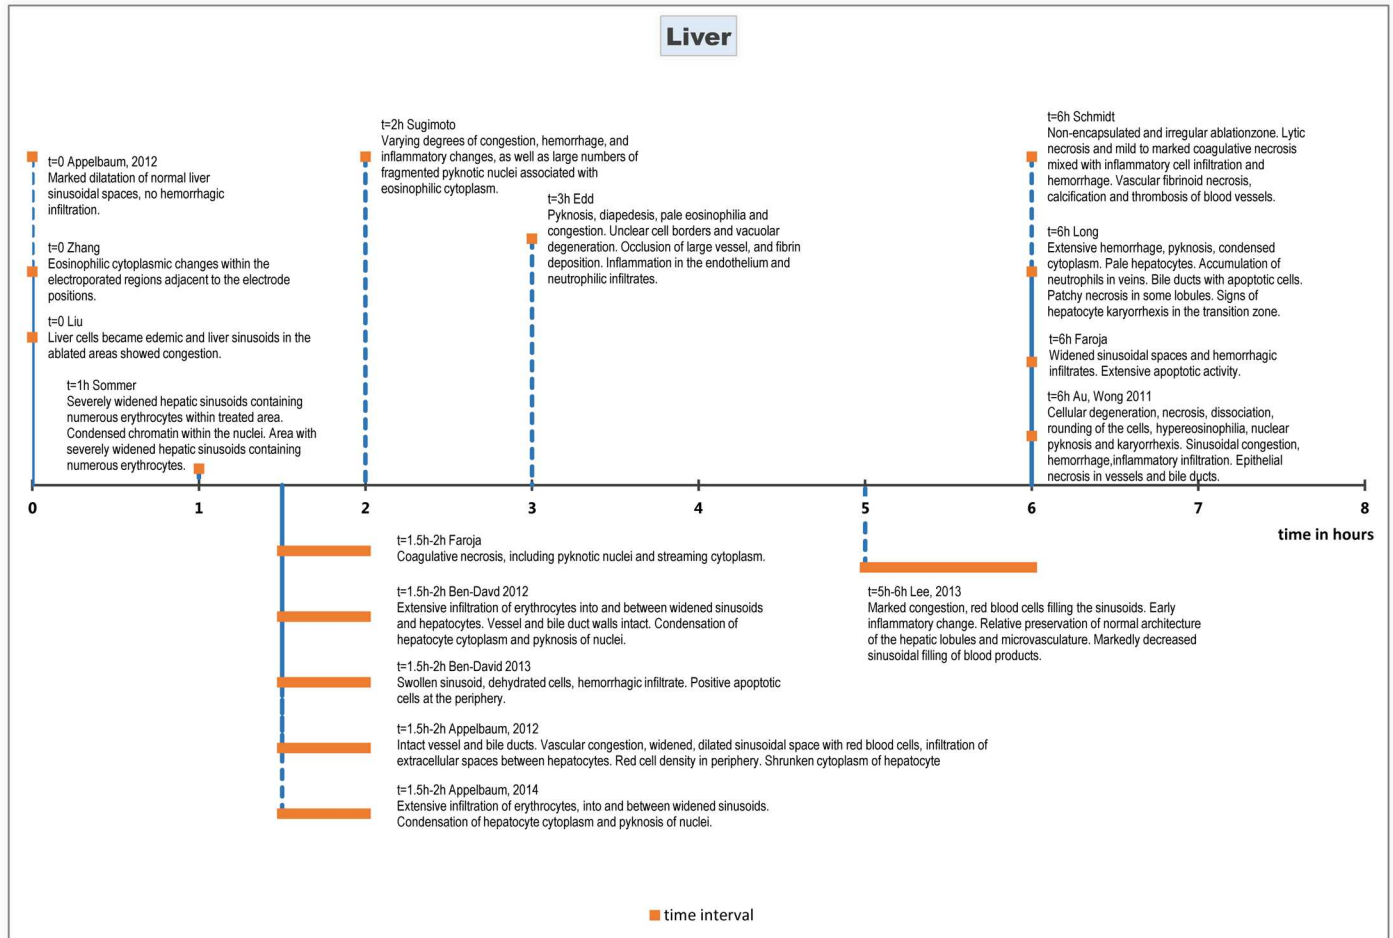 Liver
t=0 Appelbaum, 2012
Marked dilatation of normal liver
sinusoidal spaces, no hemorrhagic
infiltration.
t=0 Zhang
Eosinophilic cytoplasmic changes within the
electroporated regions adjacent to the electrode
positions.
t=0 Liu
Liver cells became edemic and liver sinusoids in the
ablated areas showed congestion.
t=1h Sommer
Severely widened hepatic sinusoids containing
numerous erythrocytes within treated area.
Condensed chromatin within the nuclei. Area with
severely widened hepatic sinusoids containing
numerous erythrocytes.
t=2h Sugimoto
Varying degrees of congestion, hemorrhage, and
inflammatory changes, as well as large numbers of
fragmented pyknotic nuclei associated with
eosinophilic cytoplasm.
t=3h Edd
Pyknosis, diapedesis, pale eosinophilia and
congestion. Unclear cell borders and vacuolar
degeneration. Occlusion of large vessel, and fibrin
deposition. Inflammation in the endothelium and
neutrophilic infiltrates.
t=6h Schmidt
Non-encapsulated and irregular ablationzone. Lytic
necrosis and mild to marked coagulative necrosis
mixed with inflammatory cell infiltration and
hemorrhage. Vascular fibrinoid necrosis,
calcification and thrombosis of blood vessels.
t=6h Long
Extensive hemorrhage, pyknosis, condensed
cytoplasm. Pale hepatocytes. Accumulation of
neutrophils in veins. Bile ducts with apoptotic cells.
Patchy necrosis in some lobules. Signs of
hepatocyte karyorrhexis in the transition zone.
t=6h Faroja
Widened sinusoidal spaces and hemorrhagic
infiltrates. Extensive apoptotic activity.
t=6h Au, Wong 2011
Cellular degeneration, necrosis, dissociation,
rounding of the cells, hypereosinophilia, nuclear
pyknosis and karyorrhexis. Sinusoidal congestion,
hemorrhage,inflammatory infiltration. Epithelial
necrosis in vessels and bile ducts.
0 1 2 3 4 5 6 7 8
time in hours
t=1.5h-2h Faroja
Coagulative necrosis, including pyknotic nuclei and streaming cytoplasm.
t=1.5h-2h Ben-Davd 2012
Extensive infiltration of erythrocytes into and between widened sinusoids
and hepatocytes. Vessel and bile duct walls intact. Condensation of
hepatocyte cytoplasm and pyknosis of nuclei.
t=1.5h-2h Ben-David 2013
Swollen sinusoid, dehydrated cells, hemorrhagic infiltrate. Positive apoptotic
cells at the periphery.
t=1.5h-2h Appelbaum, 2012
Intact vessel and bile ducts. Vascular congestion, widened, dilated sinusoidal space with red blood cells, infiltration of
extracellular spaces between hepatocytes. Red cell density in periphery. Shrunken cytoplasm of hepatocyte
t=1.5h-2h Appelbaum, 2014
Extensive infiltration of erythrocytes, into and between widened sinusoids.
Condensation of hepatocyte cytoplasm and pyknosis of nuclei.
t=5h-6h Lee, 2013
Marked congestion, red blood cells filling the sinusoids. Early
inflammatory change. Relative preservation of normal architecture
of the hepatic lobules and microvasculature. Markedly decreased
sinusoidal filling of blood products.
time interval